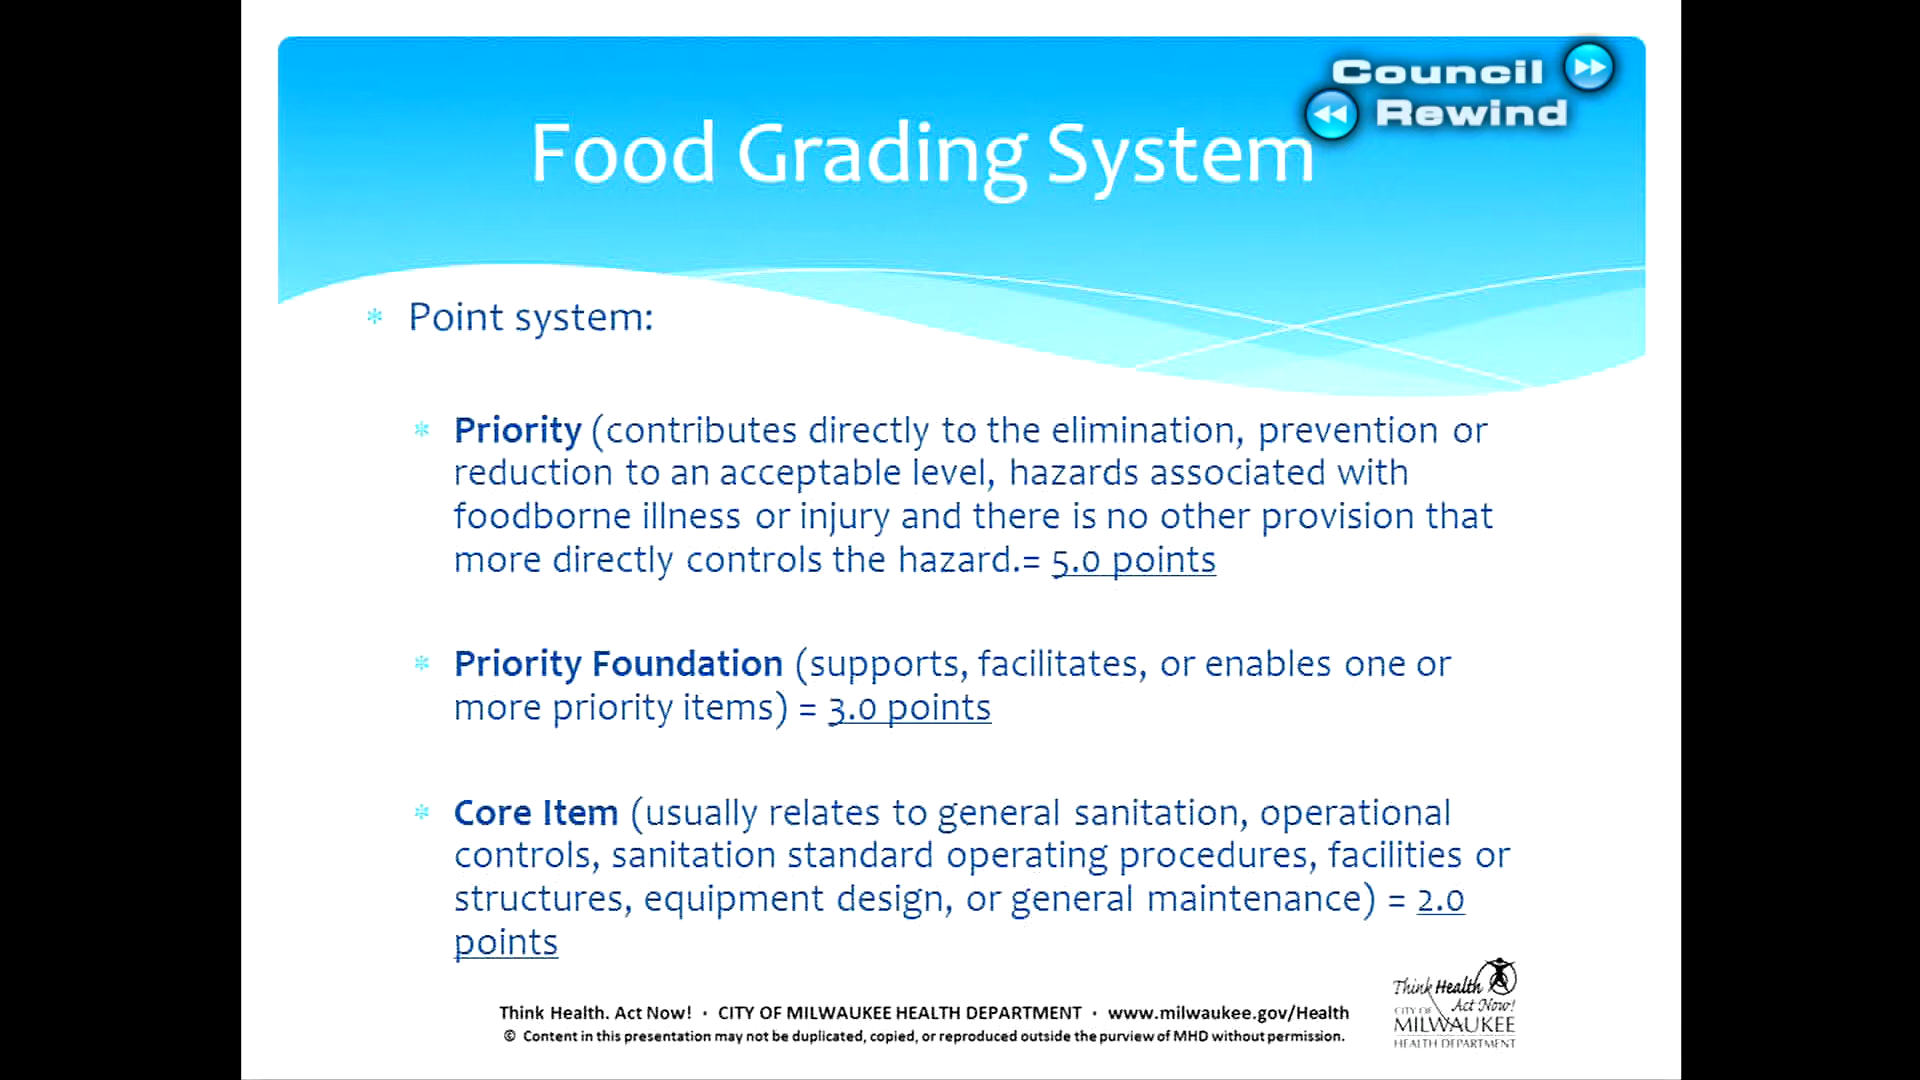 Council
Rewind
Food Grading System
* Point system:
* Priority (contributes directly to the elimination, prevention or
reduction to an acceptable level, hazards associated with
foodborne illness or injury and there is no other provision that
more directly controls the hazard.= 5.0 points
* Priority Foundation (supports, facilitates, or enables one or
more priority items) = 3.0 points
* Core Item (usually relates to general sanitation, operational
controls, sanitation standard operating procedures, facilities or
structures, equipment design, or general maintenance) = 2.0
points
Think Health. Act Now! · CITY OF MILWAUKEE HEALTH DEPARTMENT · www.milwaukee.gov/Health
© Content in this presentation may not be duplicated, copied, or reproduced outside the purview of MHD without permission.
Think Health
Act Now!
CITY OF
MILWAUKEE
HEALTH DEPARTMENT